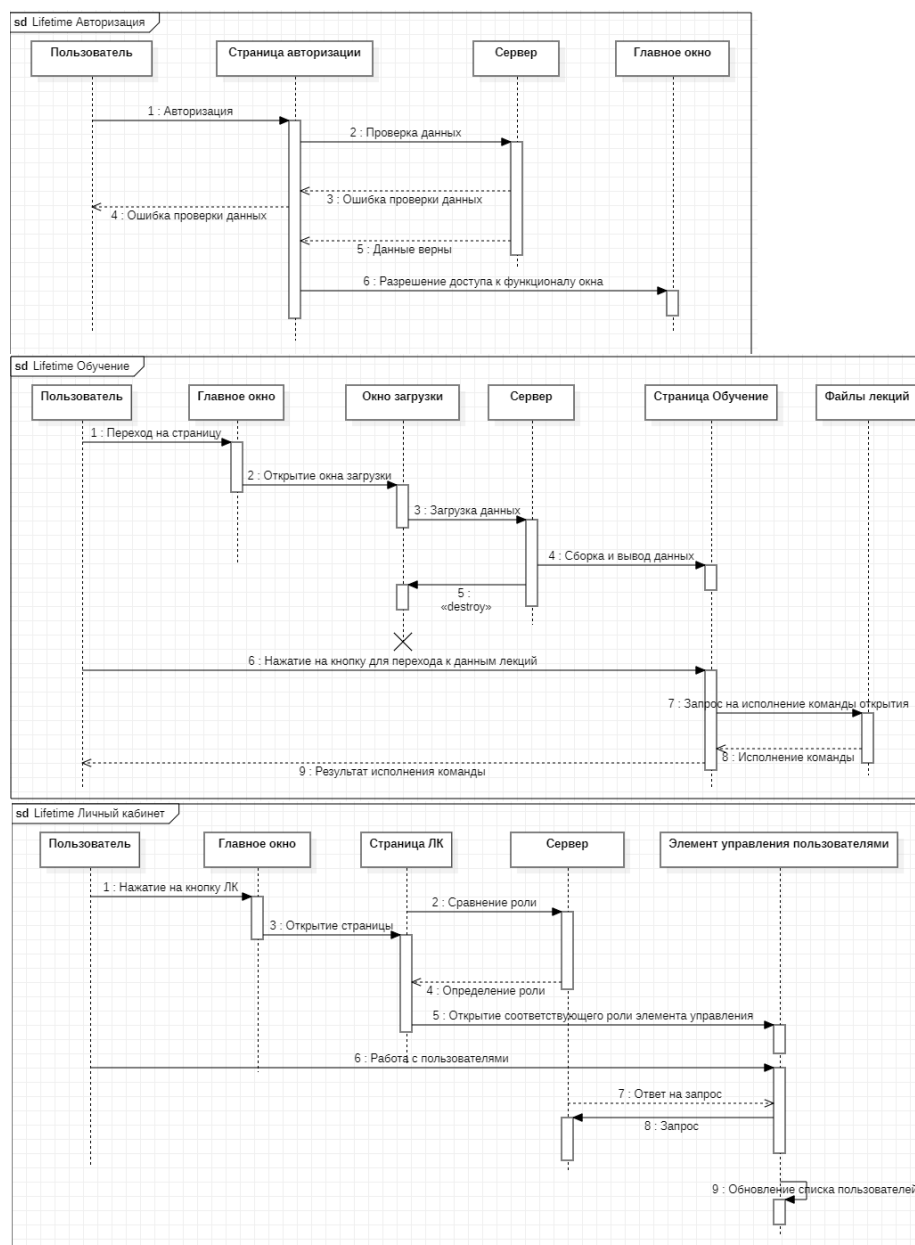 sd Lifetime Авторизация
Пользователь
Страница авторизации
Сервер
Главное окно
1 : Авторизация
2 : Проверка данных
3 : Ошибка проверки данных
4 : Ошибка проверки данных
5 : Данные верны
6 : Разрешение доступа к функционалу окна
sd Lifetime Обучение
Пользователь
Главное окно
Окно загрузки
Сервер
Страница Обучение
Файлы лекций
1 : Переход на страницу
2 : Открытие окна загрузки
3 : Загрузка данных
4 : Сборка и вывод данных
5 :
«destroy»
6 : Нажатие на кнопку для перехода к данным лекций
7 : Запрос на исполнение команды открытия
8 : Исполнение команды
9 : Результат исполнения команды
sd Lifetime Личный кабинет
Пользователь
Главное окно
Страница ЛК
Сервер
Элемент управления пользователями
1 : Нажатие на кнопку ЛК
2 : Сравнение роли
3 : Открытие страницы
4 : Определение роли
5 : Открытие соответствующего роли элемента управления
6 : Работа с пользователями
7 : Ответ на запрос
8 : Запрос
9 : Обновление списка пользователей